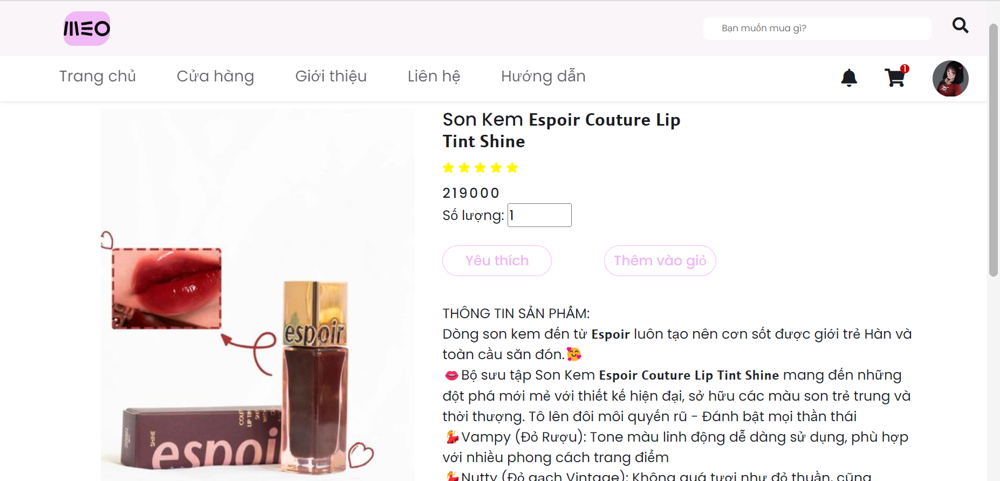 MEO
Bạn muốn mua gì?
Trang chủ
Cửa hàng
Giới thiệu
Liên hệ
Hướng dẫn
1
Son Kem Espoir Couture Lip
Tint Shine
219000
Số lượng: 1
Yêu thích
Thêm vào giỏ
THÔNG TIN SẢN PHẨM:
Dòng son kem đến từ Espoir luôn tạo nên cơn sốt được giới trẻ Hàn và
toàn cầu săn đón.🥰
👄Bộ sưu tập Son Kem Espoir Couture Lip Tint Shine mang đến những
đột phá mới mẻ với thiết kế hiện đại, sở hữu các màu son trẻ trung và
thời thượng. Tô lên đôi môi quyến rũ - Đánh bật mọi thần thái
💃Vampy (Đỏ Rượu): Tone màu linh động dễ dàng sử dụng, phù hợp
với nhiều phong cách trang điểm
💃Nutty (Đỏ gạch Vintage): Không quá tươi như đỏ thuần, cũng
espoir
SHINE
espoi